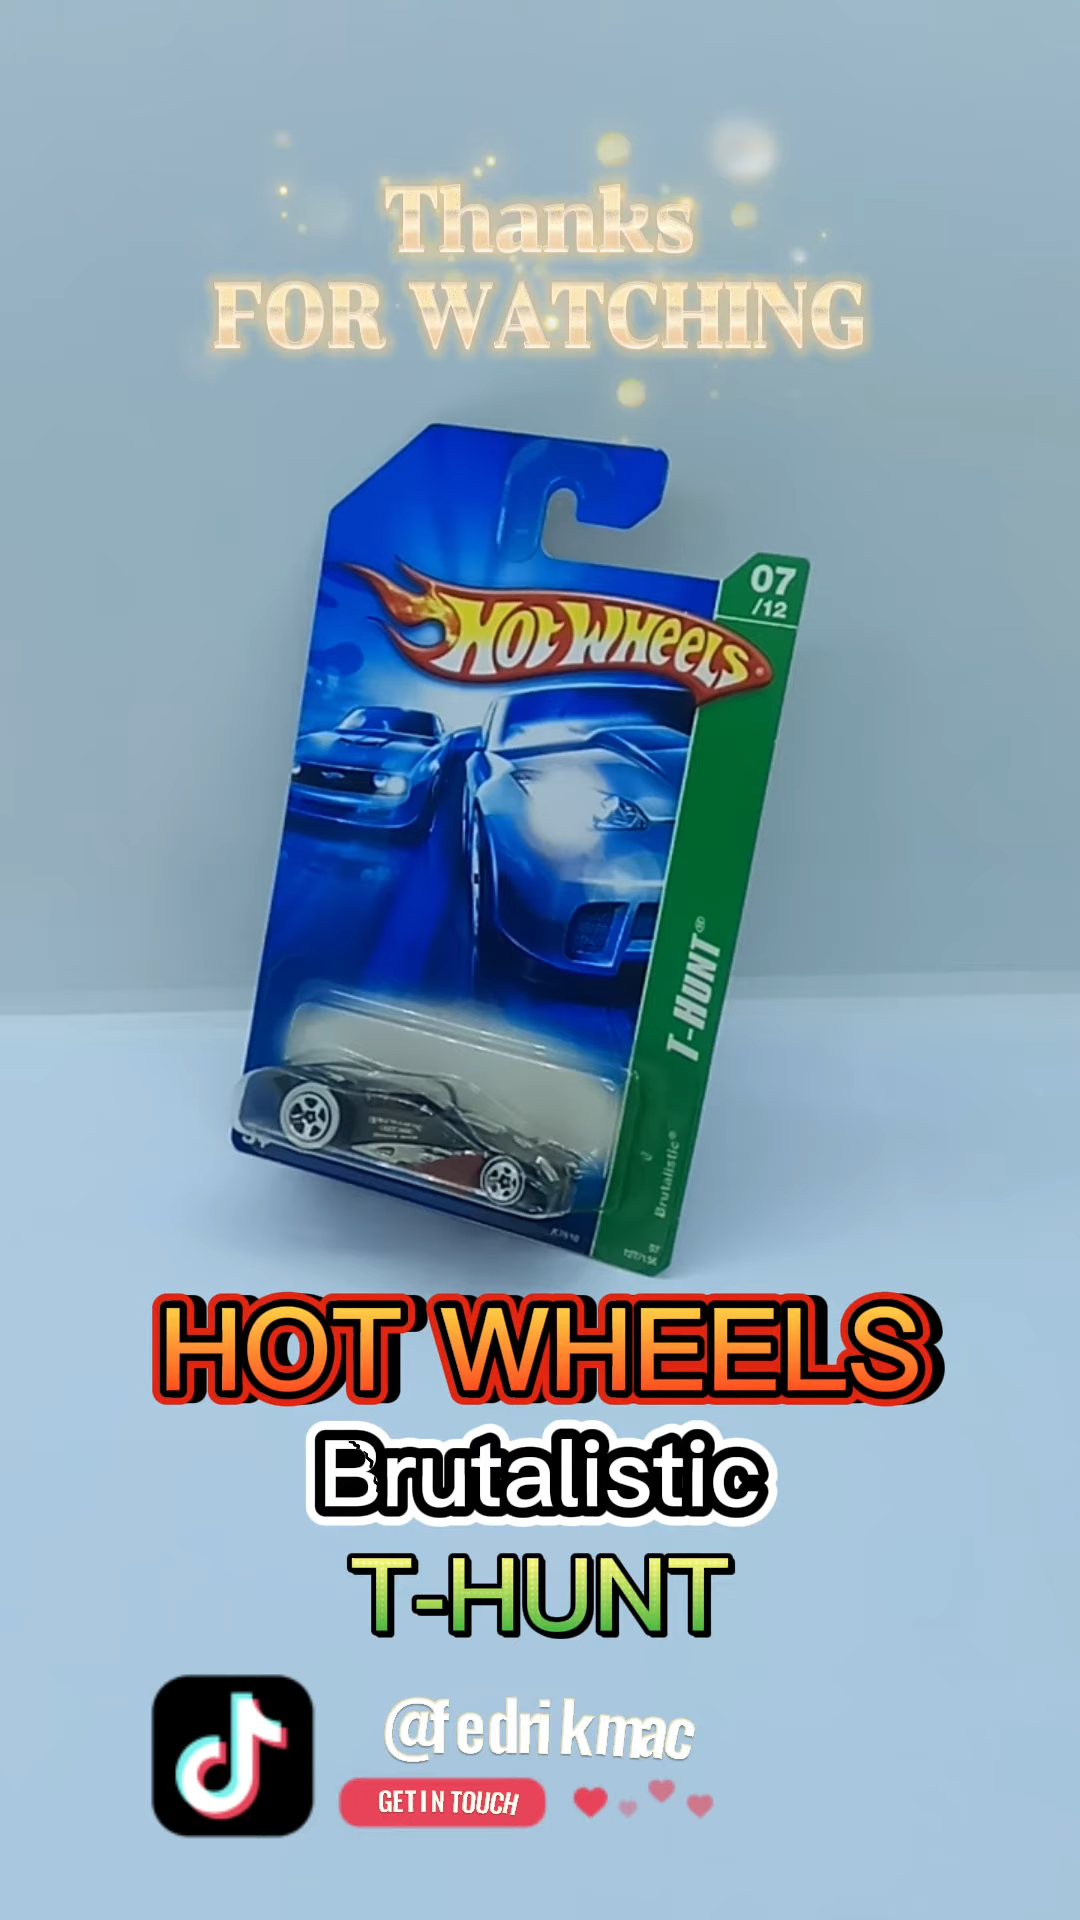 Thanks
FOR WATCHING
07
/12
HOT WHEELS
T-HUNT®
Brutalistic®
HOT WHEELS
Brutalistic
T-HUNT
@fedrikmac
GET IN TOUCH